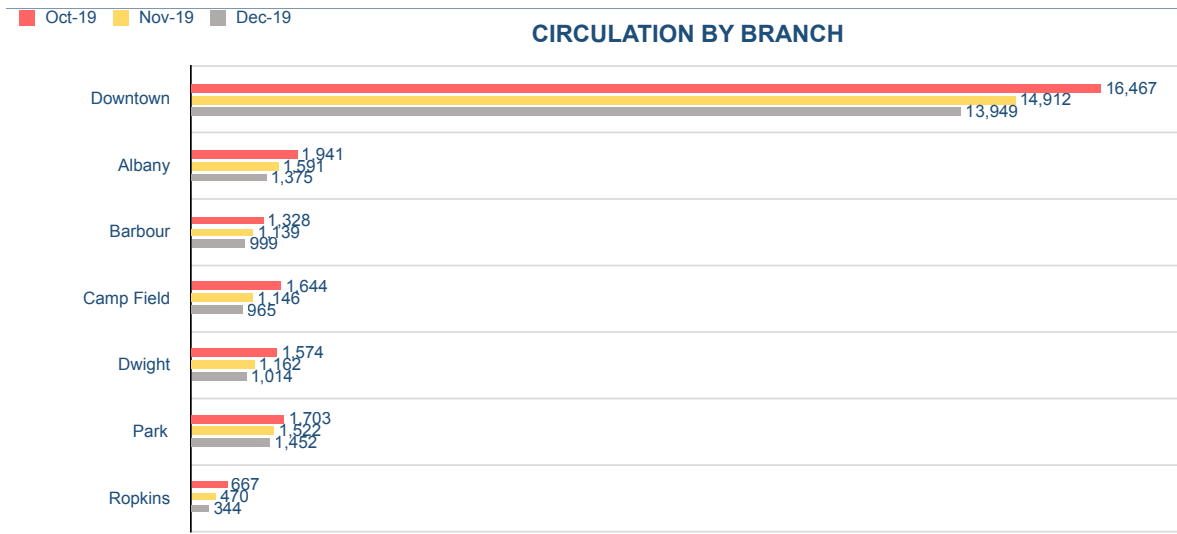 Oct-19 Nov-19 Dec-19
CIRCULATION BY BRANCH
Downtown
16,467
14,912
13,949
Albany
1,941
1,591
1,375
Barbour
1,328
1,139
999
Camp Field
1,644
1,146
965
Dwight
1,574
1,162
1,014
Park
1,703
1,522
1,452
Ropkins
667
470
344